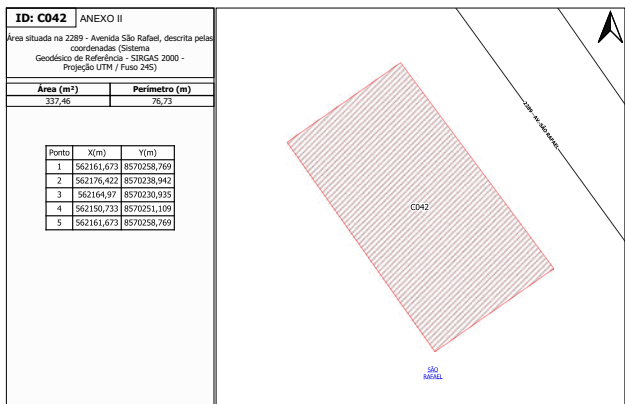 ID: C042 ANEXO II
Área situada na 2289 - Avenida São Rafael, descrita pelas
coordenadas (Sistema
Geodésico de Referência - SIRGAS 2000 -
Projeção UTM / Fuso 24S)
Área (m²) Perímetro (m)
337,46 76,73
Ponto X(m) Y(m)
1 562161,673 8570258,769
2 562176,422 8570238,942
3 562164,97 8570230,935
4 562150,733 8570251,109
5 562161,673 8570258,769
2289 - AV. SÃO RAFAEL
C042
SÃO
RAFAEL